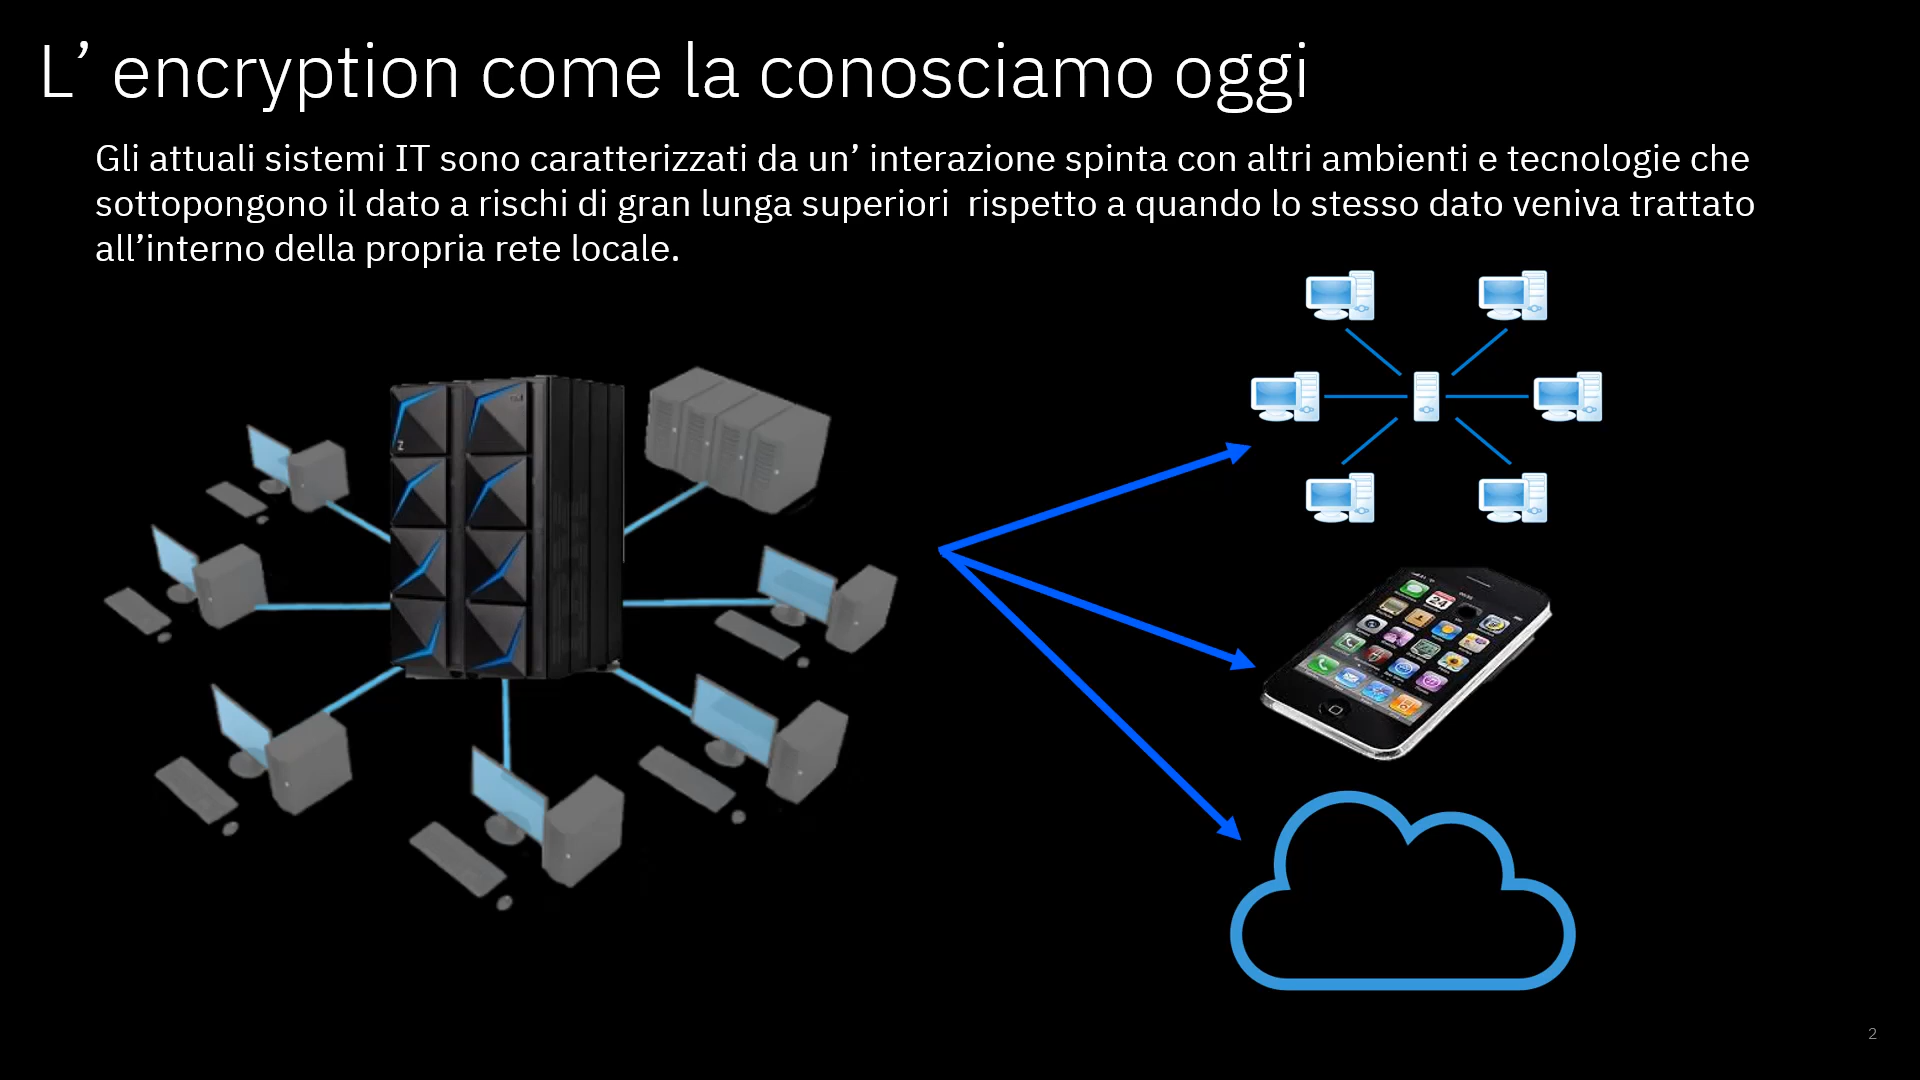 L’ encryption come la conosciamo oggi
Gli attuali sistemi IT sono caratterizzati da un’ interazione spinta con altri ambienti e tecnologie che
sottopongono il dato a rischi di gran lunga superiori  rispetto a quando lo stesso dato veniva trattato
all’interno della propria rete locale.
Z
24
2